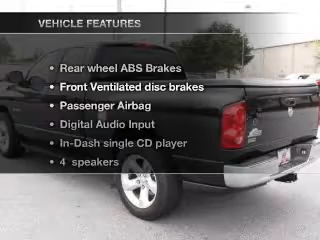 VEHICLE FEATURES
• Rear wheel ABS Brakes
• Front Ventilated disc brakes
• Passenger Airbag
• Digital Audio Input
• In-Dash single CD player
• 4 speakers